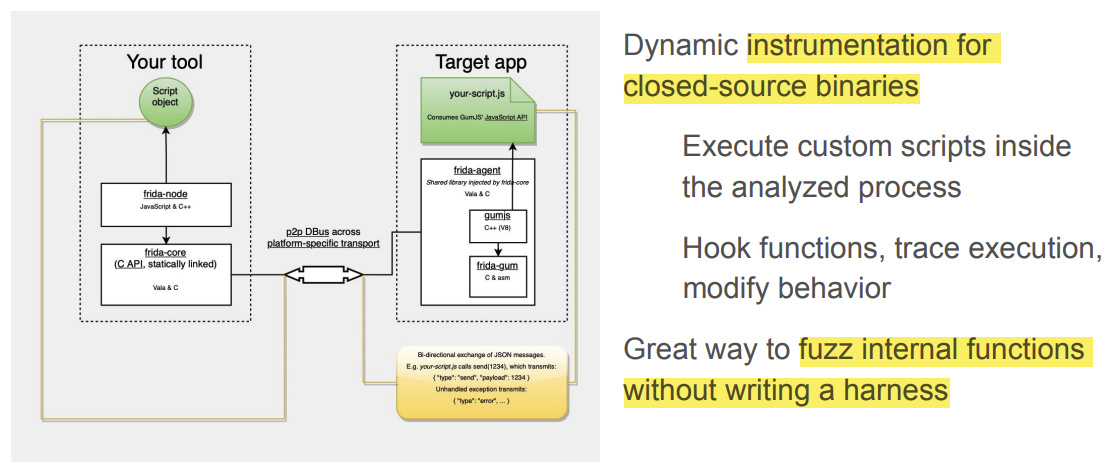 Your tool
Script
object
frida-node
JavaScript & C++
frida-core
(C API, statically linked)
Vala & C
p2p DBus across
platform-specific transport
Target app
your-script.js
Consumes GumJS' JavaScript API
frida-agent
Shared library injected by frida-core
Vala & C
gumjs
C++ (V8)
frida-gum
C & asm
Bi-directional exchange of JSON messages.
E.g. your-script.js calls send(1234), which transmits:
{ "type": "send", "payload": 1234 }
Unhandled exception transmits:
{ "type": "error", ... }
Dynamic instrumentation for
closed-source binaries
Execute custom scripts inside
the analyzed process
Hook functions, trace execution,
modify behavior
Great way to fuzz internal functions
without writing a harness